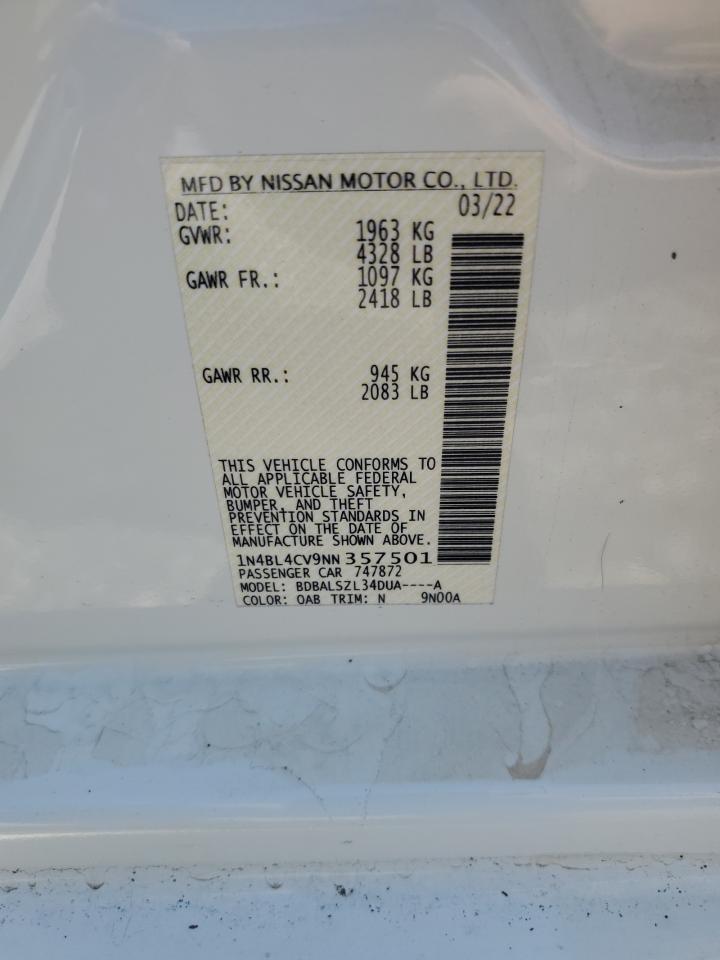 MFD BY NISSAN MOTOR CO., LTD.
DATE: 03/22
GVWR: 1963 KG
4328 LB
GAWR FR.: 1097 KG
2418 LB
GAWR RR.: 945 KG
2083 LB
THIS VEHICLE CONFORMS TO
ALL APPLICABLE FEDERAL
MOTOR VEHICLE SAFETY,
BUMPER, AND THEFT
PREVENTION STANDARDS IN
EFFECT ON THE DATE OF
MANUFACTURE SHOWN ABOVE.
1N4BL4CV9NN357501
PASSENGER CAR 747872
MODEL: BDBALSZL34DUA----A
COLOR: OAB TRIM: N 9N00A